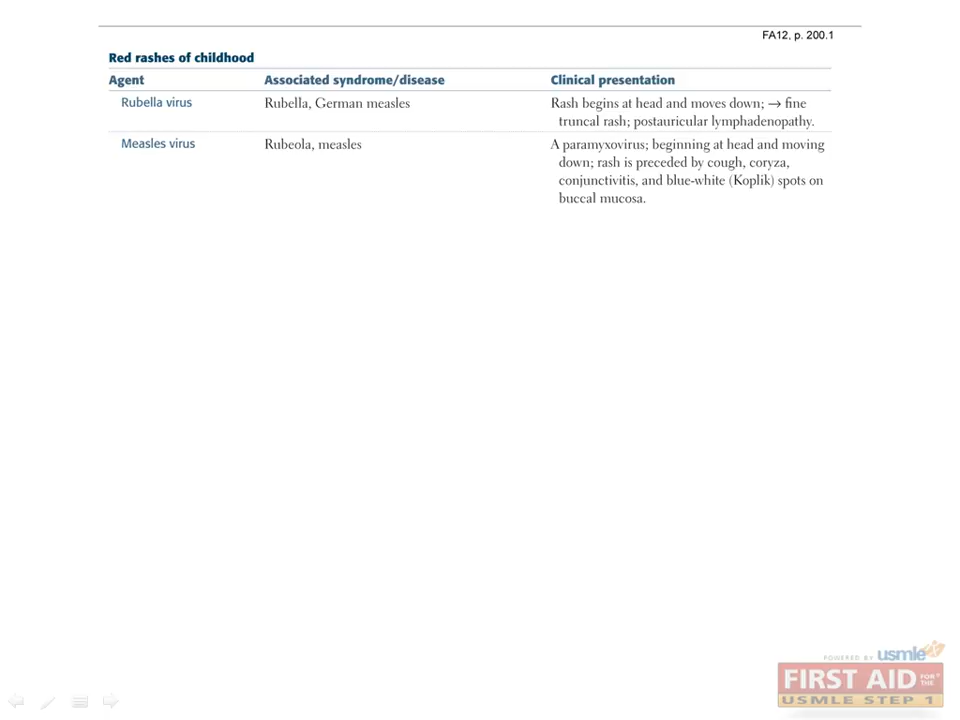 FA12, p. 200.1
Red rashes of childhood
Agent Associated syndrome/disease Clinical presentation
Rubella virus Rubella, German measles Rash begins at head and moves down; → fine
truncal rash; postauricular lymphadenopathy.
Measles virus Rubeola, measles A paramyxovirus; beginning at head and moving
down; rash is preceded by cough, coryza,
conjunctivitis, and blue-white (Koplik) spots on
buccal mucosa.
POWERED BY usmlerx
FIRST AID FOR THE®
USMLE STEP 1